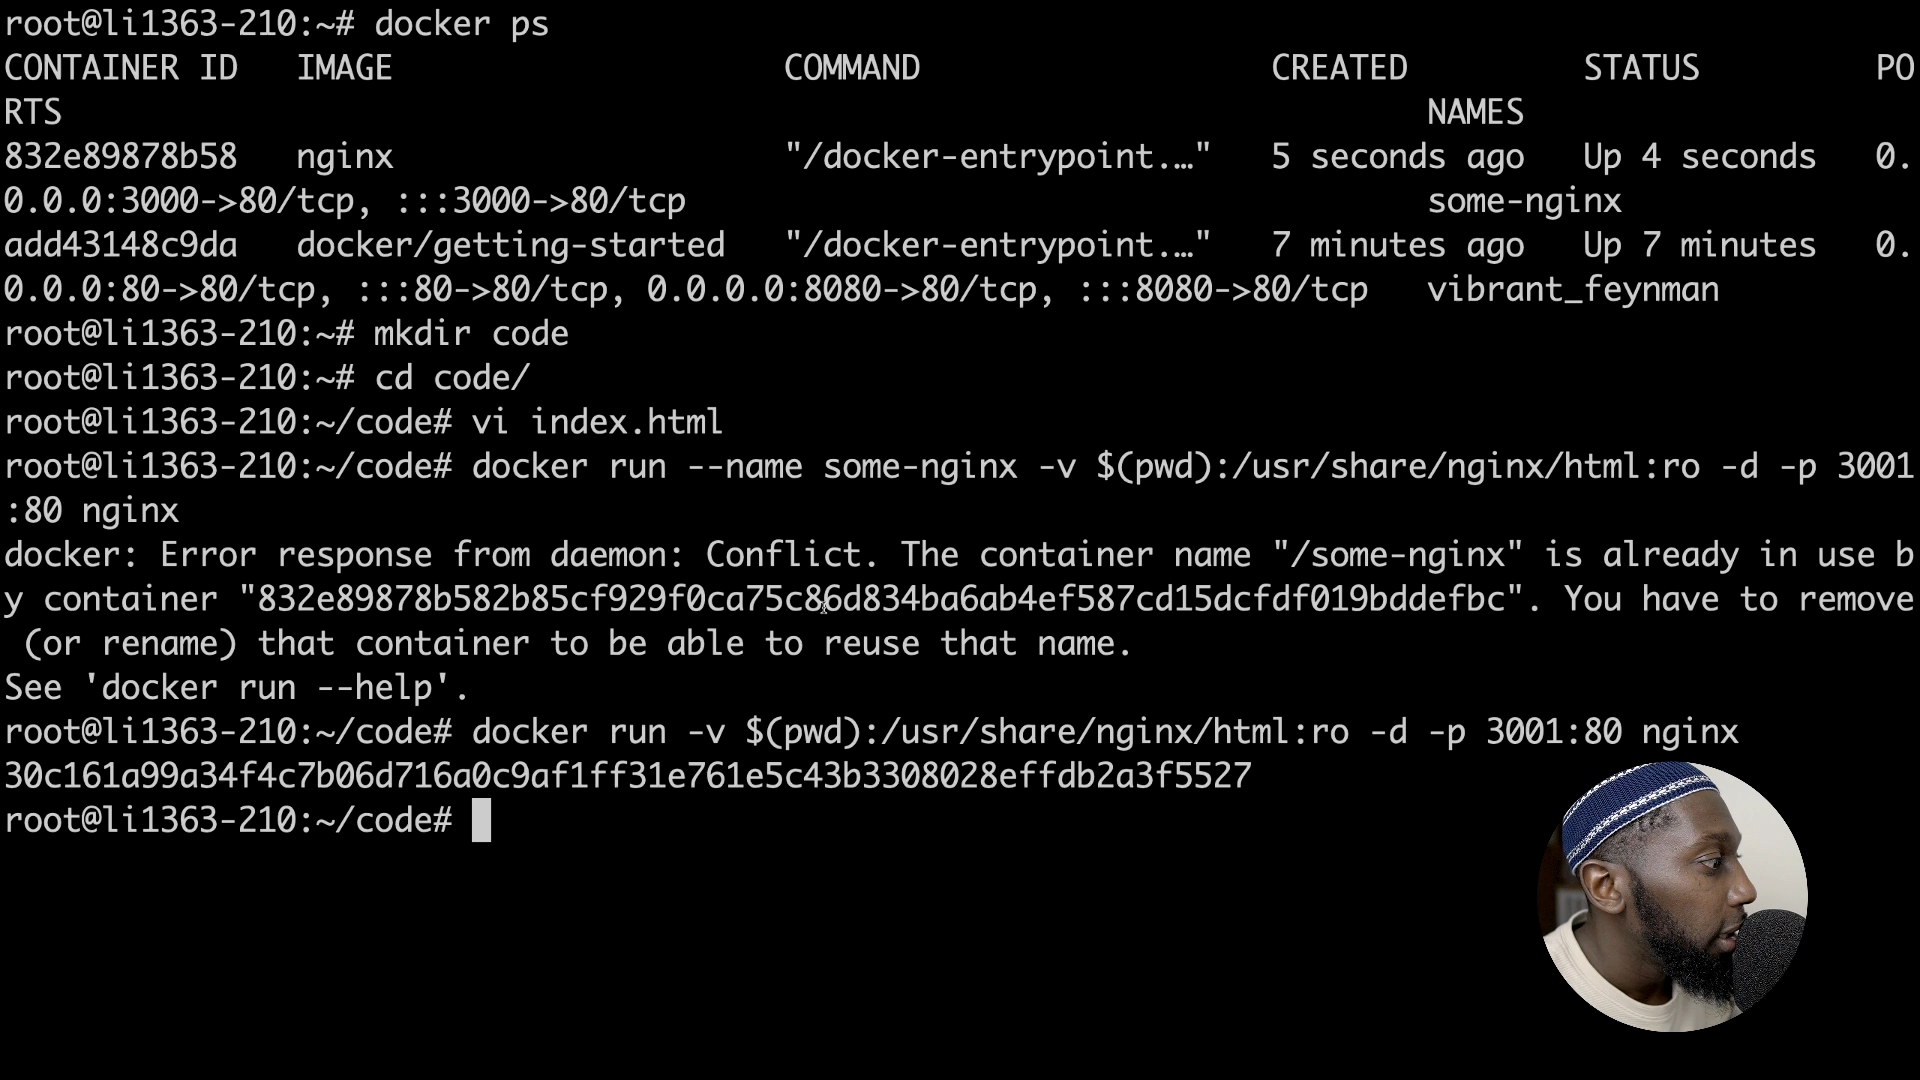 root@li1363-210:~# docker ps
CONTAINER ID   IMAGE                    COMMAND                  CREATED         STATUS         PO
RTS                                                                      NAMES
832e89878b58   nginx                    "/docker-entrypoint.…"   5 seconds ago   Up 4 seconds   0.
0.0.0:3000->80/tcp, :::3000->80/tcp                                      some-nginx
add43148c9da   docker/getting-started   "/docker-entrypoint.…"   7 minutes ago   Up 7 minutes   0.
0.0.0:80->80/tcp, :::80->80/tcp, 0.0.0.0:8080->80/tcp, :::8080->80/tcp   vibrant_feynman
root@li1363-210:~# mkdir code
root@li1363-210:~# cd code/
root@li1363-210:~/code# vi index.html
root@li1363-210:~/code# docker run --name some-nginx -v $(pwd):/usr/share/nginx/html:ro -d -p 3001
:80 nginx
docker: Error response from daemon: Conflict. The container name "/some-nginx" is already in use b
y container "832e89878b582b85cf929f0ca75c86d834ba6ab4ef587cd15dcfdf019bddefbc". You have to remove
 (or rename) that container to be able to reuse that name.
See 'docker run --help'.
root@li1363-210:~/code# docker run -v $(pwd):/usr/share/nginx/html:ro -d -p 3001:80 nginx
30c161a99a34f4c7b06d716a0c9af1ff31e761e5c43b3308028effdb2a3f5527
root@li1363-210:~/code#